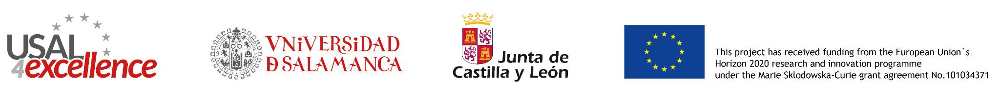 USAL
4excellence
VNiVERSiDAD
D SALAMANCA
Junta de
Castilla y León
This project has received funding from the European Union´s
Horizon 2020 research and innovation programme
under the Marie Skłodowska-Curie grant agreement No.101034371